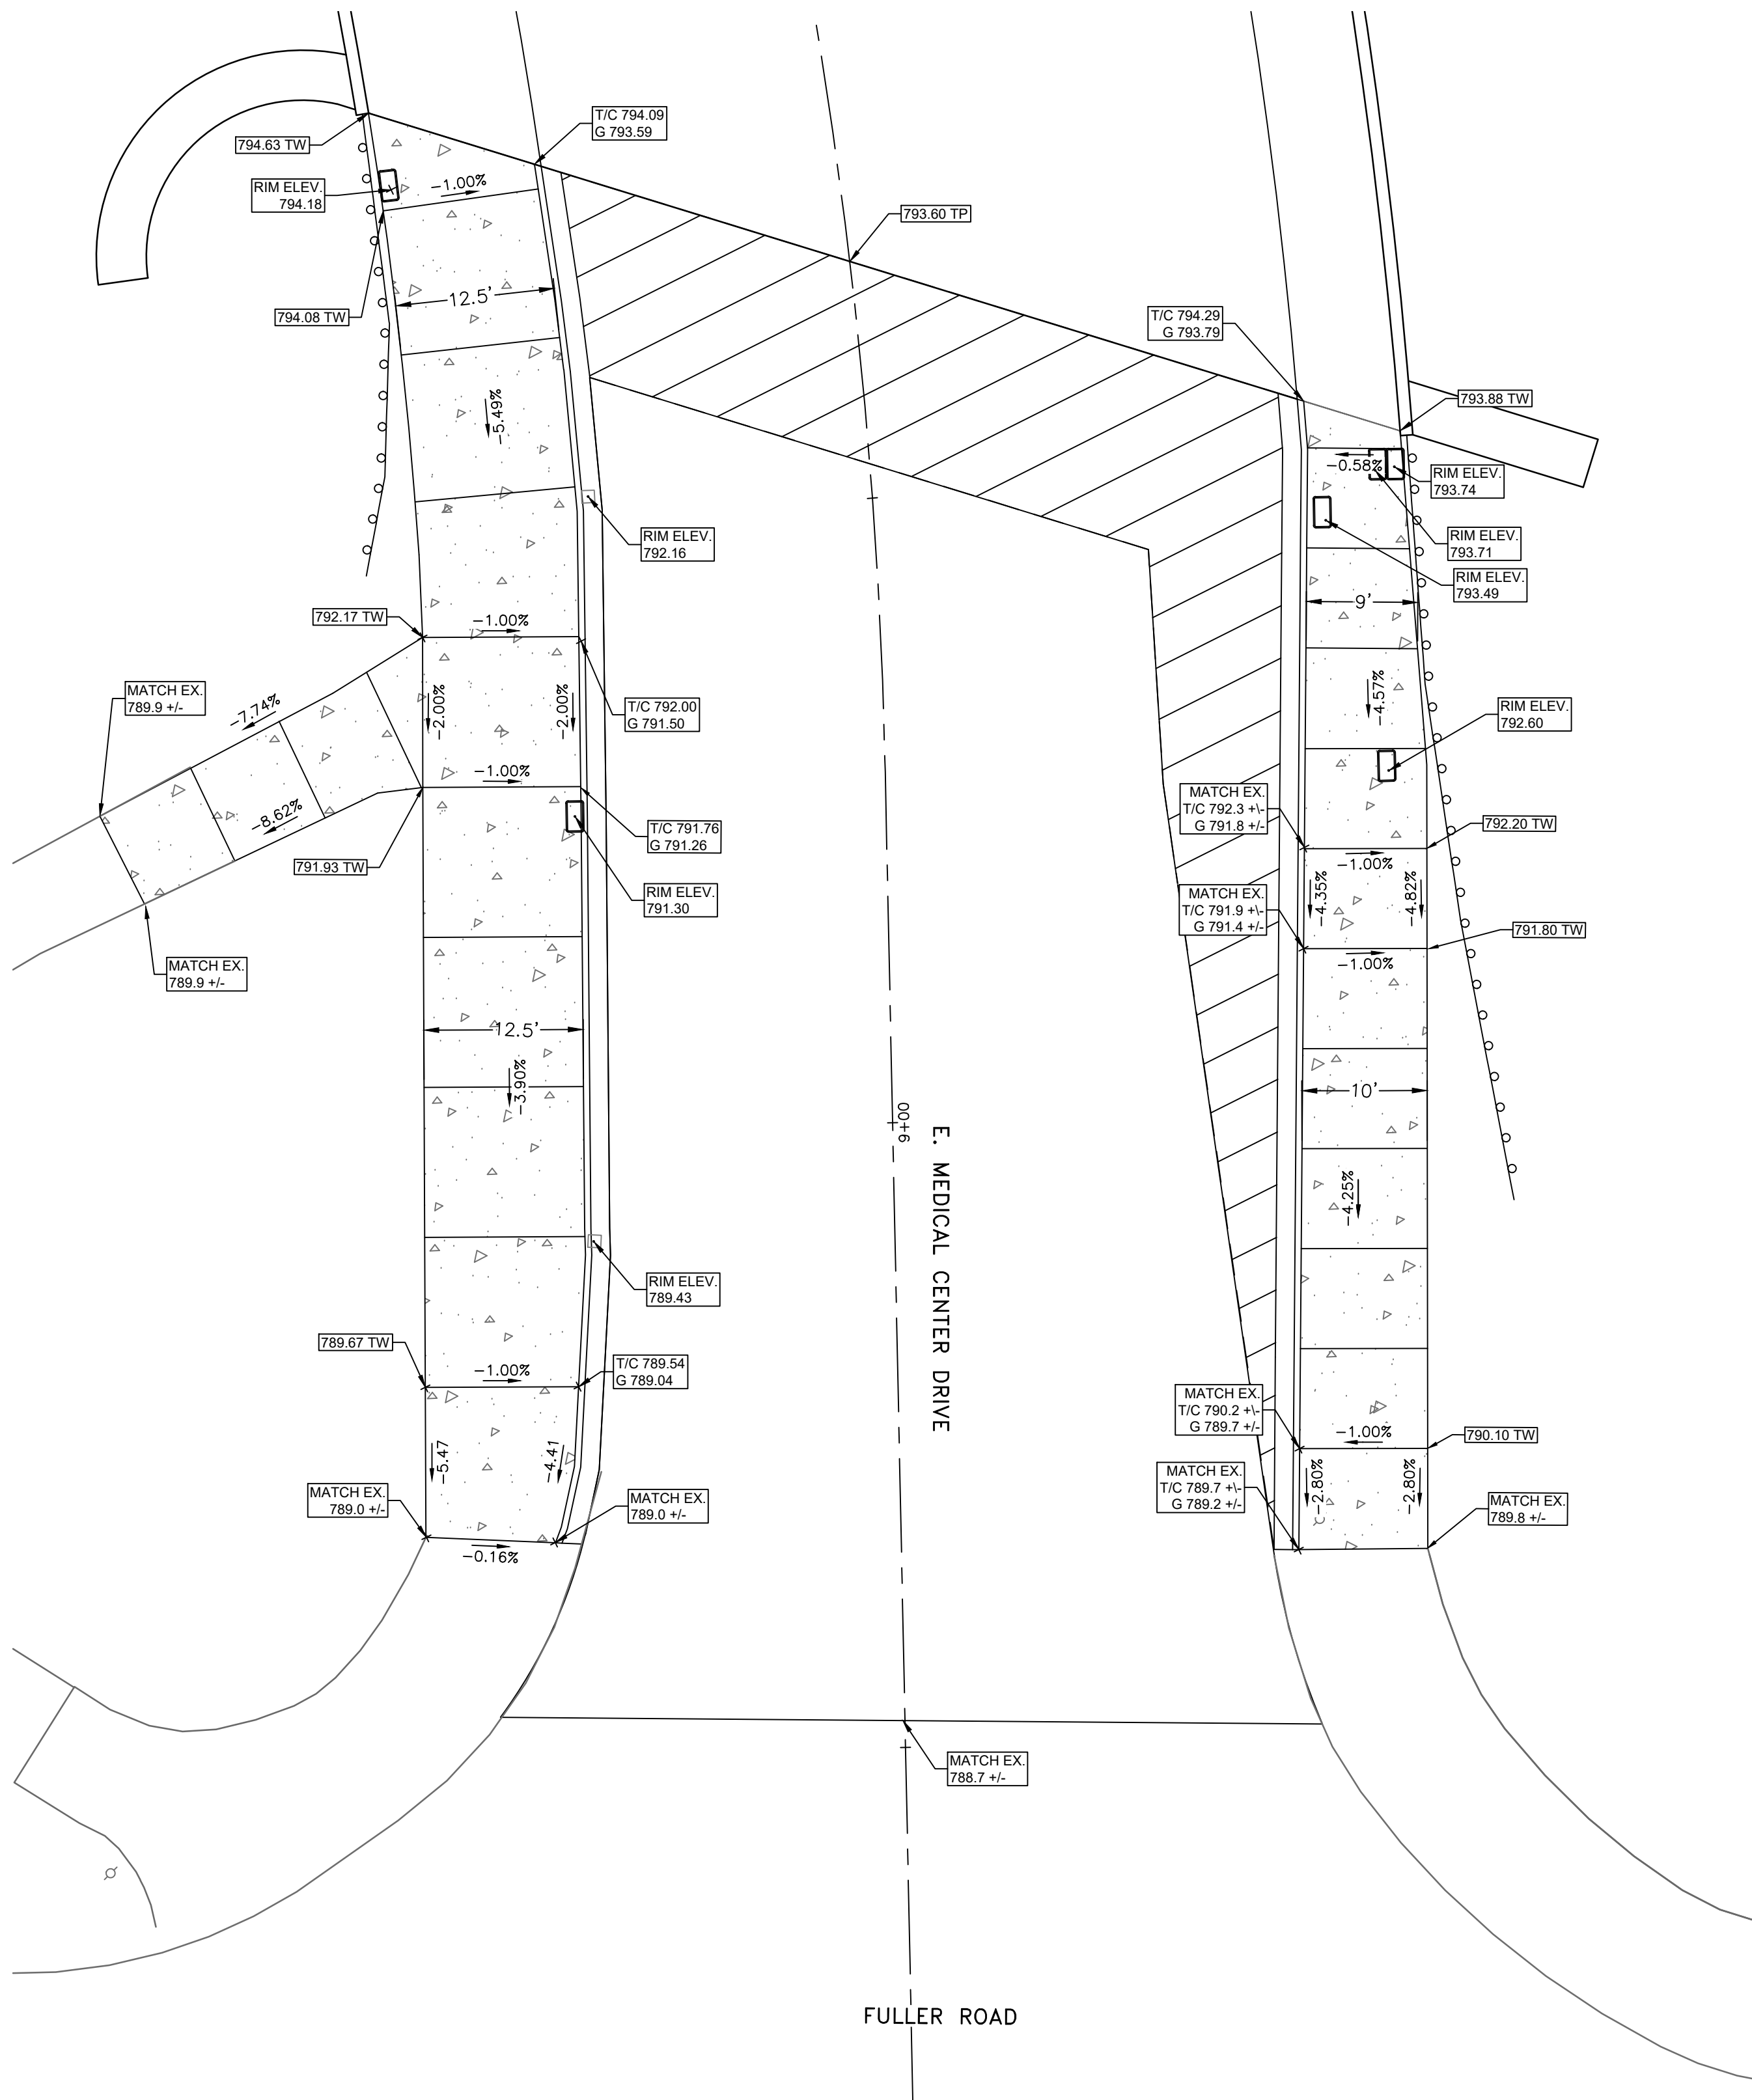 T/C 794.09
G 793.59
794.63 TW
RIM ELEV.
794.18
-1.00%
793.60 TP
12.5'
794.08 TW
T/C 794.29
G 793.79
793.88 TW
-5.49%
-0.58%
RIM ELEV.
793.74
RIM ELEV.
792.16
RIM ELEV.
793.71
RIM ELEV.
793.49
9'
792.17 TW
-1.00%
MATCH EX.
789.9 +/-
-7.74%
-2.00%
-2.00%
T/C 792.00
G 791.50
-4.57%
RIM ELEV.
792.60
-1.00%
-8.62%
T/C 791.76
G 791.26
MATCH EX.
T/C 792.3 +\-
G 791.8 +/-
792.20 TW
791.93 TW
-1.00%
RIM ELEV.
791.30
MATCH EX.
T/C 791.9 +\-
G 791.4 +/-
-4.35%
-4.82%
791.80 TW
MATCH EX.
789.9 +/-
-1.00%
12.5'
-3.90%
10'
9+00
E. MEDICAL CENTER DRIVE
-4.25%
RIM ELEV.
789.43
789.67 TW
-1.00%
T/C 789.54
G 789.04
MATCH EX.
T/C 790.2 +\-
G 789.7 +/-
-1.00%
790.10 TW
-5.47
-4.41
MATCH EX.
T/C 789.7 +\-
G 789.2 +/-
-2.80%
-2.80%
MATCH EX.
789.0 +/-
MATCH EX.
789.0 +/-
MATCH EX.
789.8 +/-
-0.16%
MATCH EX.
788.7 +/-
FULLER ROAD